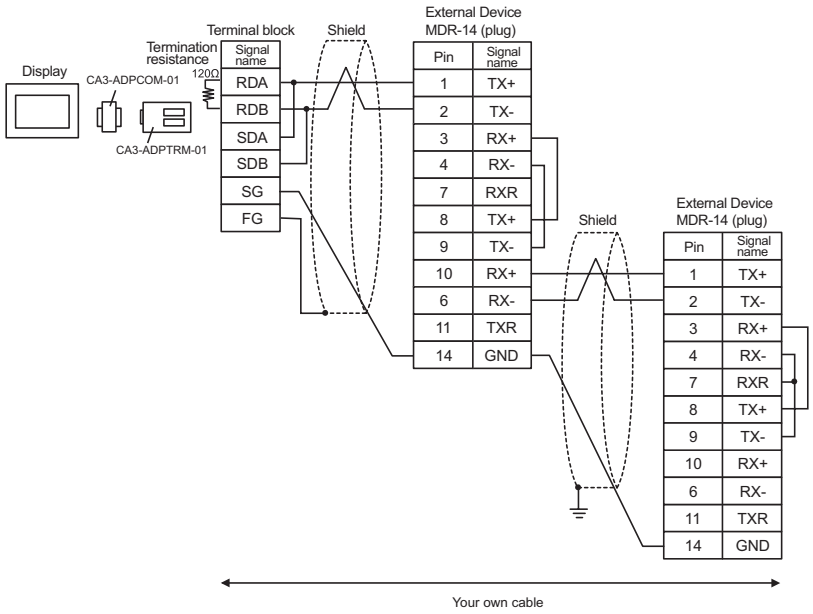 Display
CA3-ADPCOM-01
CA3-ADPTRM-01
Termination
resistance
120Ω
Terminal block
Signal
name
RDA
RDB
SDA
SDB
SG
FG
Shield
External Device
MDR-14 (plug)
Pin Signal
name
1 TX+
2 TX-
3 RX+
4 RX-
7 RXR
8 TX+
9 TX-
10 RX+
6 RX-
11 TXR
14 GND
Shield
External Device
MDR-14 (plug)
Pin Signal
name
1 TX+
2 TX-
3 RX+
4 RX-
7 RXR
8 TX+
9 TX-
10 RX+
6 RX-
11 TXR
14 GND
Your own cable